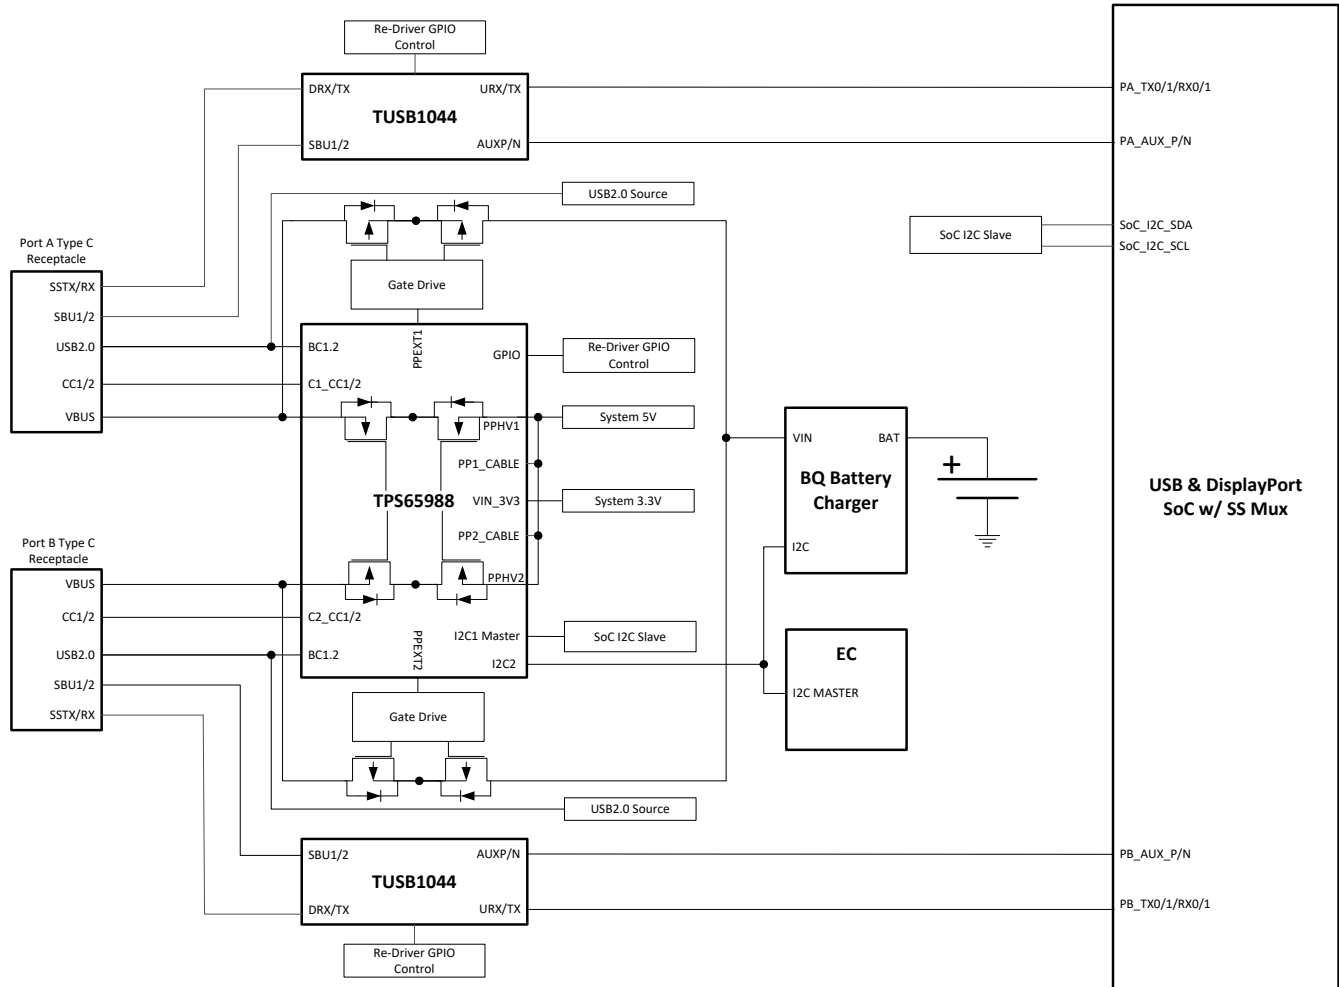 Re-Driver GPIO
Control
DRX/TX
URX/TX
TUSB1044
SBU1/2
AUXP/N
PA_TX0/1/RX0/1
PA_AUX_P/N
USB2.0 Source
SoC I2C Slave
SoC_I2C_SDA
SoC_I2C_SCL
Port A Type C
Receptacle
SSTX/RX
SBU1/2
USB2.0
CC1/2
VBUS
Gate Drive
PPEXT1
BC1.2
GPIO
Re-Driver GPIO
Control
C1_CC1/2
PPHV1
System 5V
PP1_CABLE
TPS65988
VIN_3V3
System 3.3V
PP2_CABLE
PPHV2
C2_CC1/2
I2C1 Master
SoC I2C Slave
BC1.2
PPEXT2
I2C2
VIN
BAT
BQ Battery
Charger
I2C
+
EC
I2C MASTER
USB & DisplayPort
SoC w/ SS Mux
Port B Type C
Receptacle
VBUS
CC1/2
USB2.0
SBU1/2
SSTX/RX
Gate Drive
USB2.0 Source
SBU1/2
AUXP/N
TUSB1044
DRX/TX
URX/TX
PB_AUX_P/N
PB_TX0/1/RX0/1
Re-Driver GPIO
Control